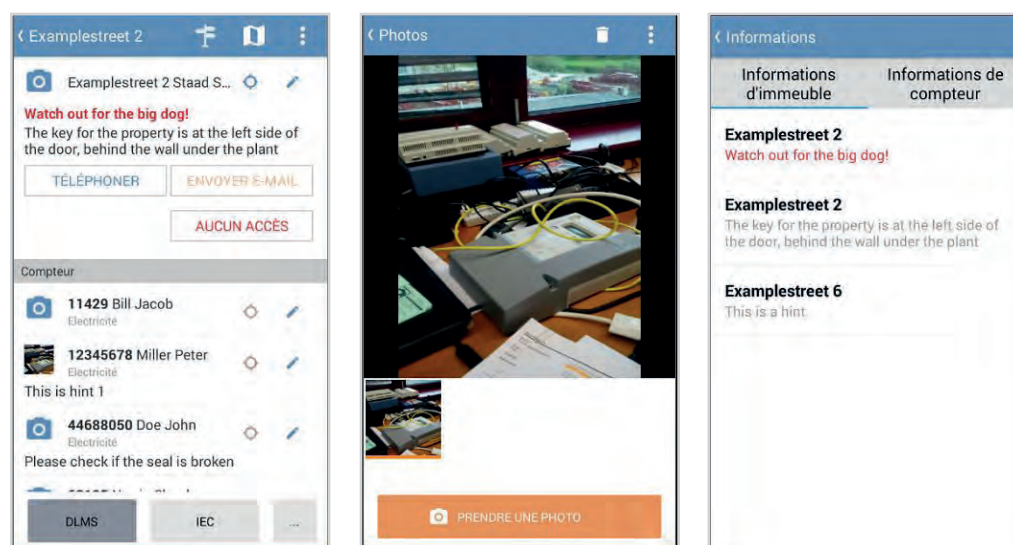 Examplestreet 2
Examplestreet 2 Staad S...
Watch out for the big dog!
The key for the property is at the left side of
the door, behind the wall under the plant
TÉLÉPHONER
ENVOYER E-MAIL
AUCUN ACCÈS
Compteur
11429 Bill Jacob
Electricité
12345678 Miller Peter
Electricité
This is hint 1
44688050 Doe John
Electricité
Please check if the seal is broken
DLMS
IEC
...
Photos
PRENDRE UNE PHOTO
Informations
Informations
d'immeuble
Informations de
compteur
Examplestreet 2
Watch out for the big dog!
Examplestreet 2
The key for the property is at the left side of
the door, behind the wall under the plant
Examplestreet 6
This is a hint